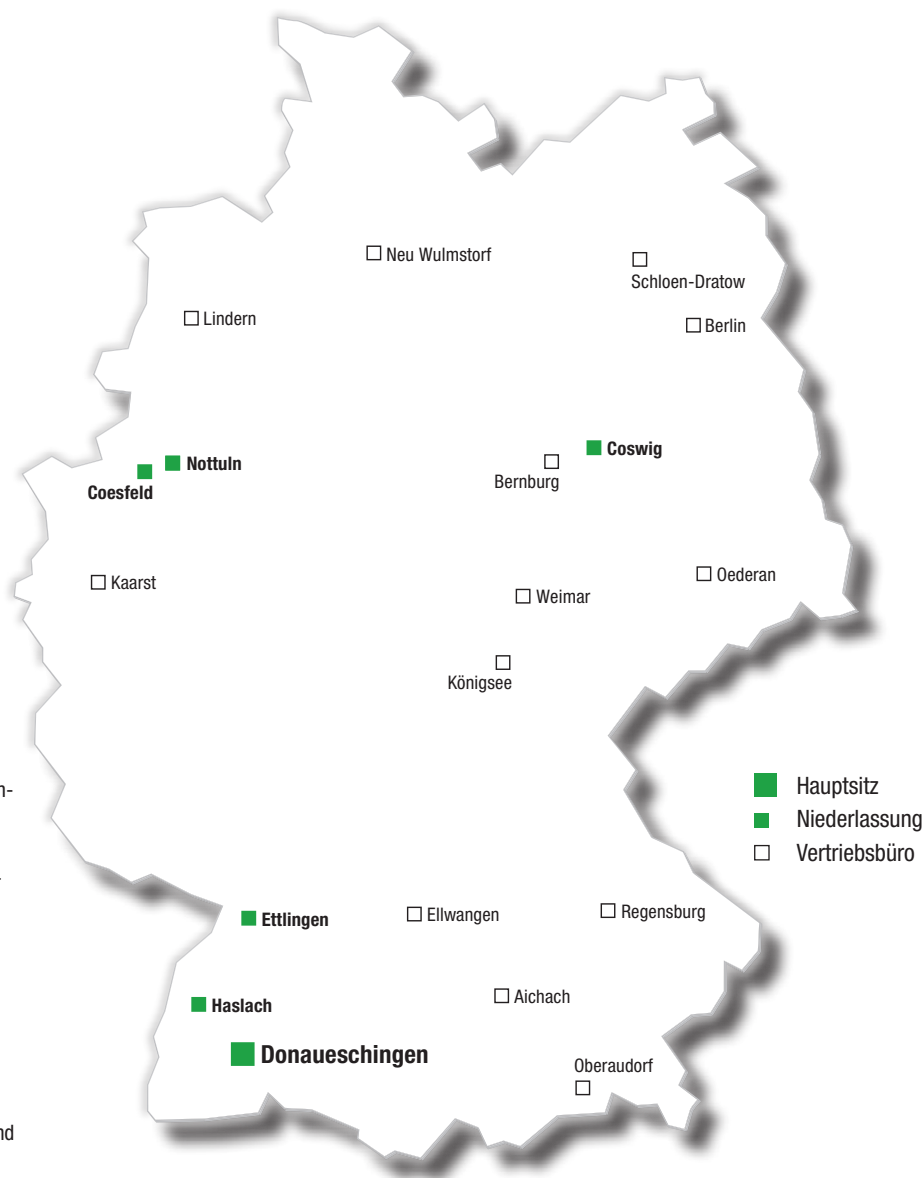 Neu Wulmstorf
Schloen-Dratow
Lindern
Berlin
Coswig
Nottuln
Bernburg
Coesfeld
Oederan
Kaarst
Weimar
Königsee
Hauptsitz
n-
Niederlassung
Vertriebsbüro
Ellwangen
Regensburg
Ettlingen
Aichach
Haslach
Donaueschingen
Oberaudorf
nd